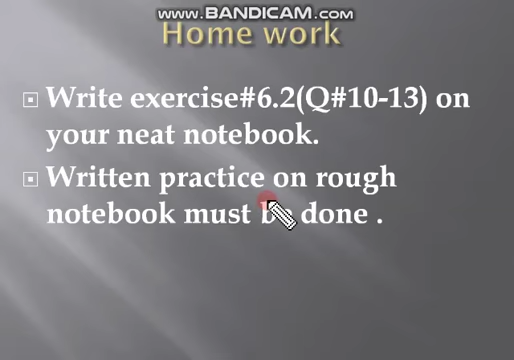 www.BANDICAM.com
Home work
Write exercise#6.2(Q#10-13) on
your neat notebook.
Written practice on rough
notebook must be done .